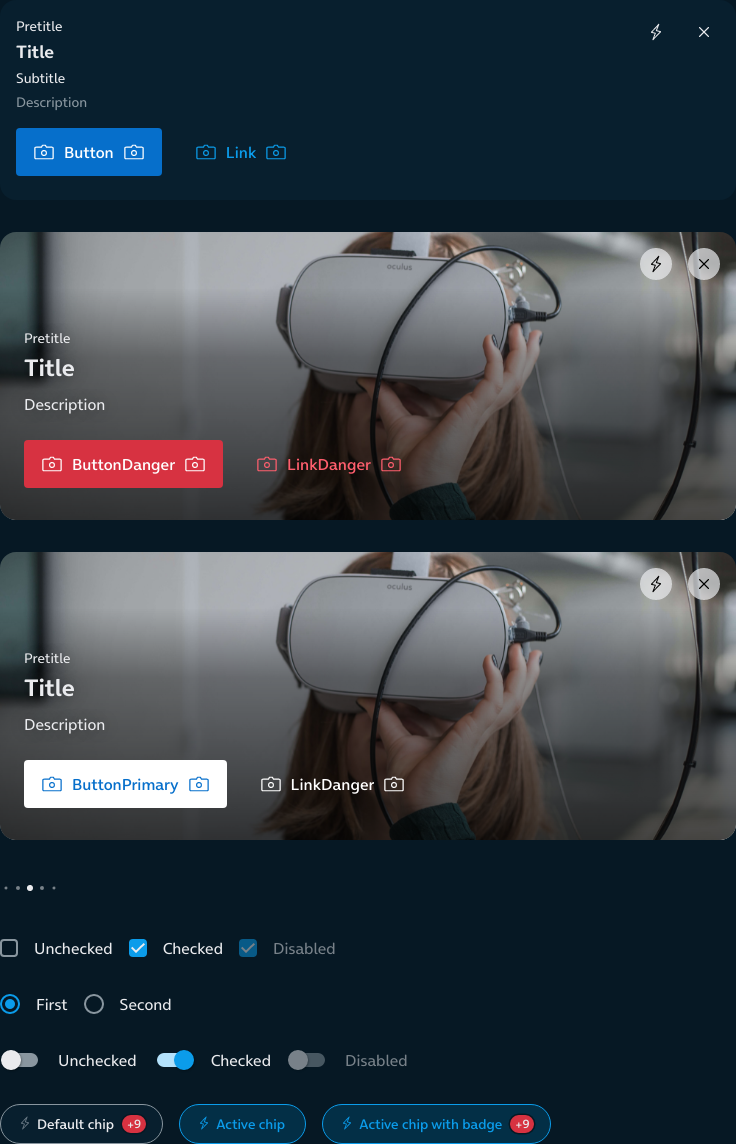 Pretitle
Title
Subtitle
Description
Button
Link
oculus
Pretitle
Title
Description
ButtonDanger
LinkDanger
oculus
Pretitle
Title
Description
ButtonPrimary
LinkDanger
Unchecked
Checked
Disabled
First
Second
Unchecked
Checked
Disabled
Default chip +9
Active chip
Active chip with badge +9